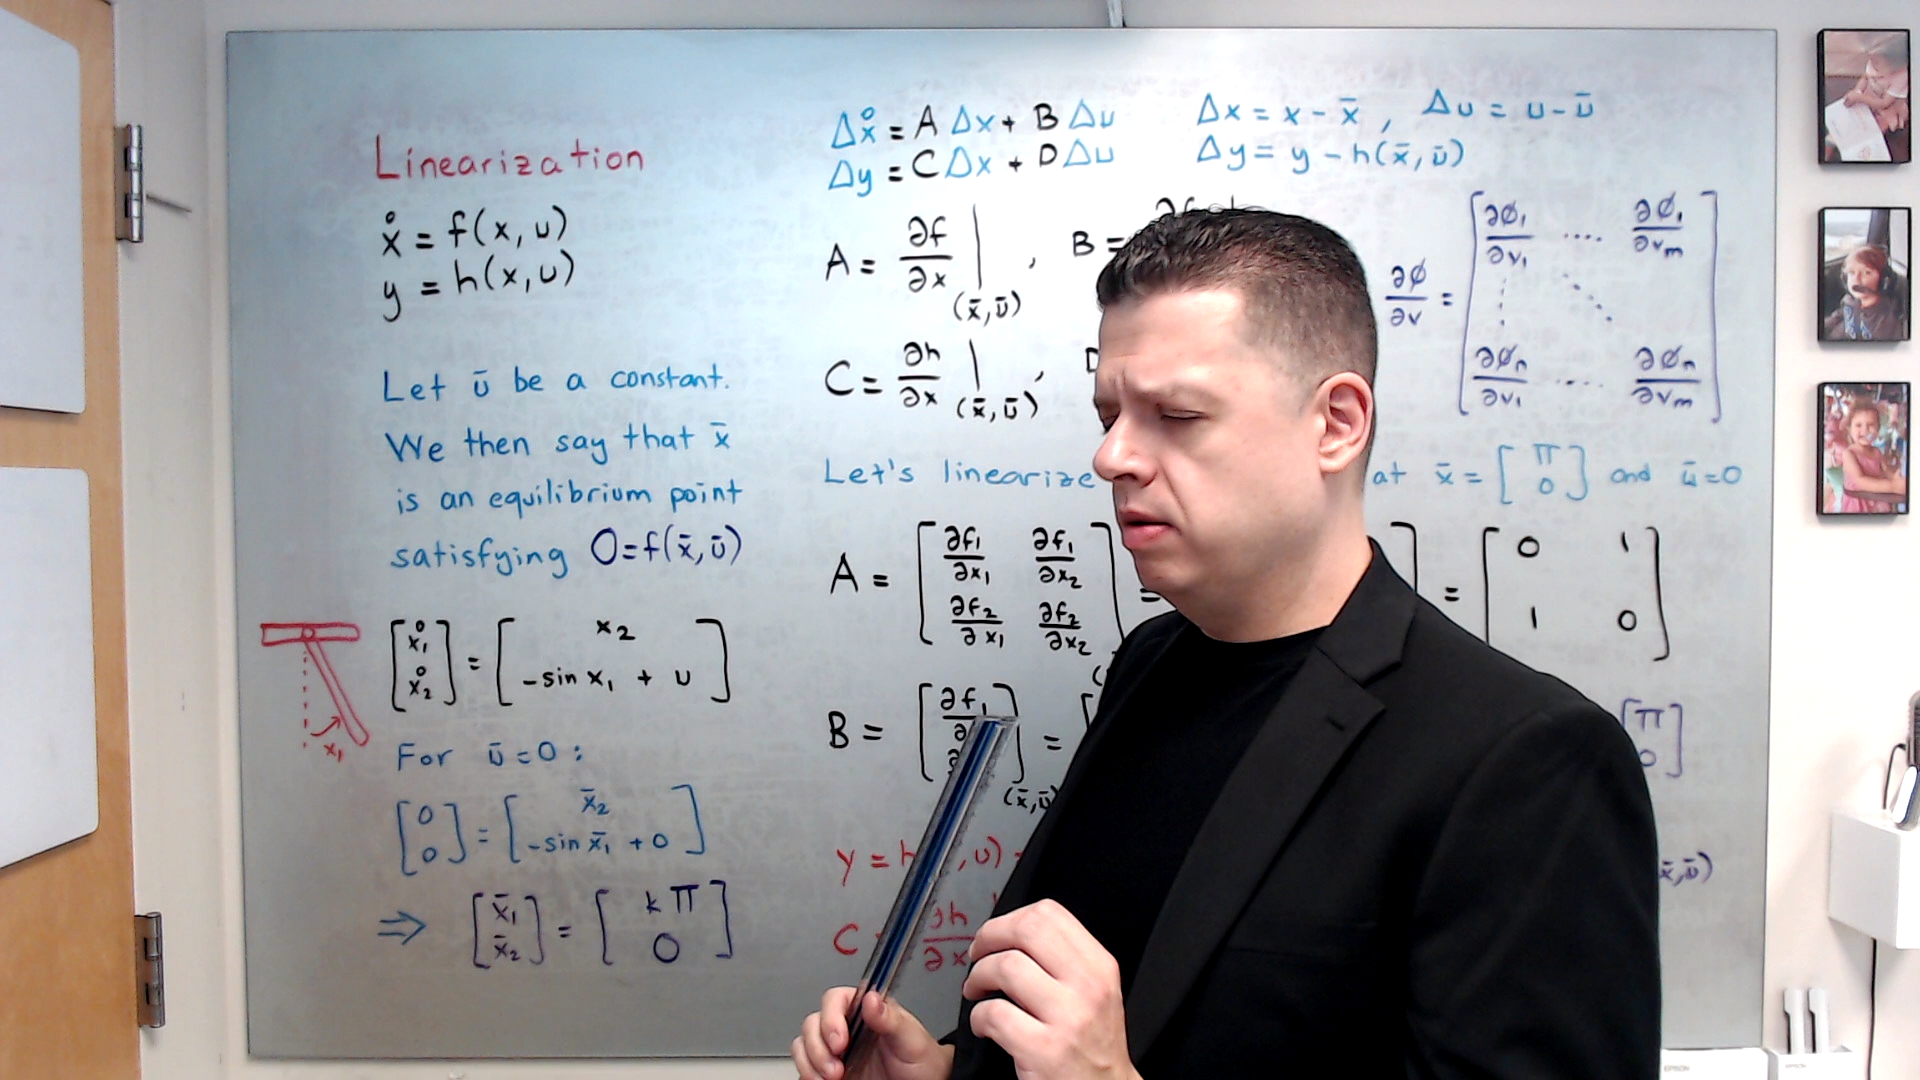 Linearization
ẋ = f(x, u)
y = h(x, u)
Let ū be a constant.
We then say that x̄
is an equilibrium point
satisfying 0 = f(x̄, ū)
x₁
[ẋ₁; ẋ₂] = [x₂; -sin x₁ + u]
For ū = 0 :
[0; 0] = [x̄₂; -sin x̄₁ + 0]
⇒ [x̄₁; x̄₂] = [kπ; 0]
Δẋ = A Δx + B Δu
Δy = C Δx + D Δu
Δx = x - x̄ , Δu = u - ū
Δy = y - h(x̄, ū)
A = ∂f/∂x |(x̄, ū) , B =
C = ∂h/∂x |(x̄, ū) ,
∂φ/∂v = [∂φ₁/∂v₁ .... ∂φ₁/∂vₘ; ∂φₙ/∂v₁ .... ∂φₙ/∂vₘ]
Let's linearize at x̄ = [π; 0] and ū = 0
A = [∂f₁/∂x₁ ∂f₁/∂x₂; ∂f₂/∂x₁ ∂f₂/∂x₂] = = [0 1; 1 0]
B = [∂f₁ =
(x̄, ū)
[π; 0]
y = h , u)
x̄, ū)
C ∂h/∂x
EPSON
EPSON